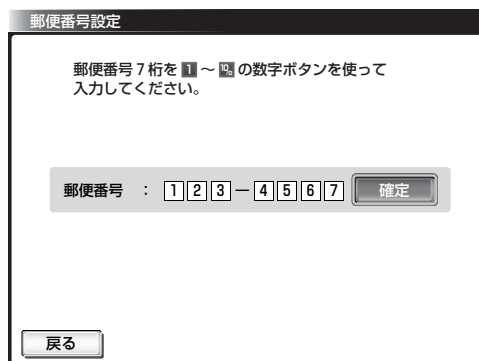 郵便番号設定
郵便番号7桁を 1 ～ 10 の数字ボタンを使って
入力してください。
郵便番号 : 1 2 3 － 4 5 6 7 確定
戻る